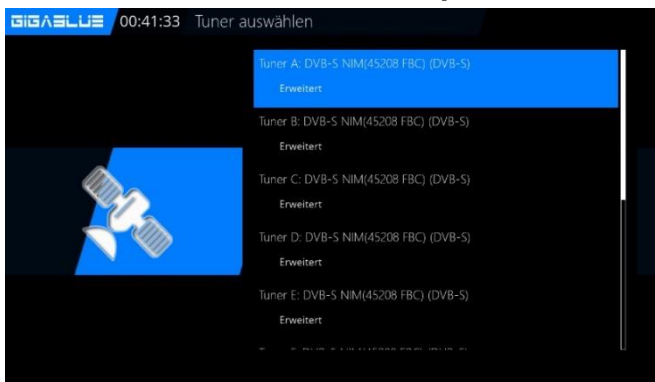 GIGABLUE 00:41:33 Tuner auswählen
Tuner A: DVB-S NIM(45208 FBC) (DVB-S)
Erweitert
Tuner B: DVB-S NIM(45208 FBC) (DVB-S)
Erweitert
Tuner C: DVB-S NIM(45208 FBC) (DVB-S)
Erweitert
Tuner D: DVB-S NIM(45208 FBC) (DVB-S)
Erweitert
Tuner E: DVB-S NIM(45208 FBC) (DVB-S)
Erweitert